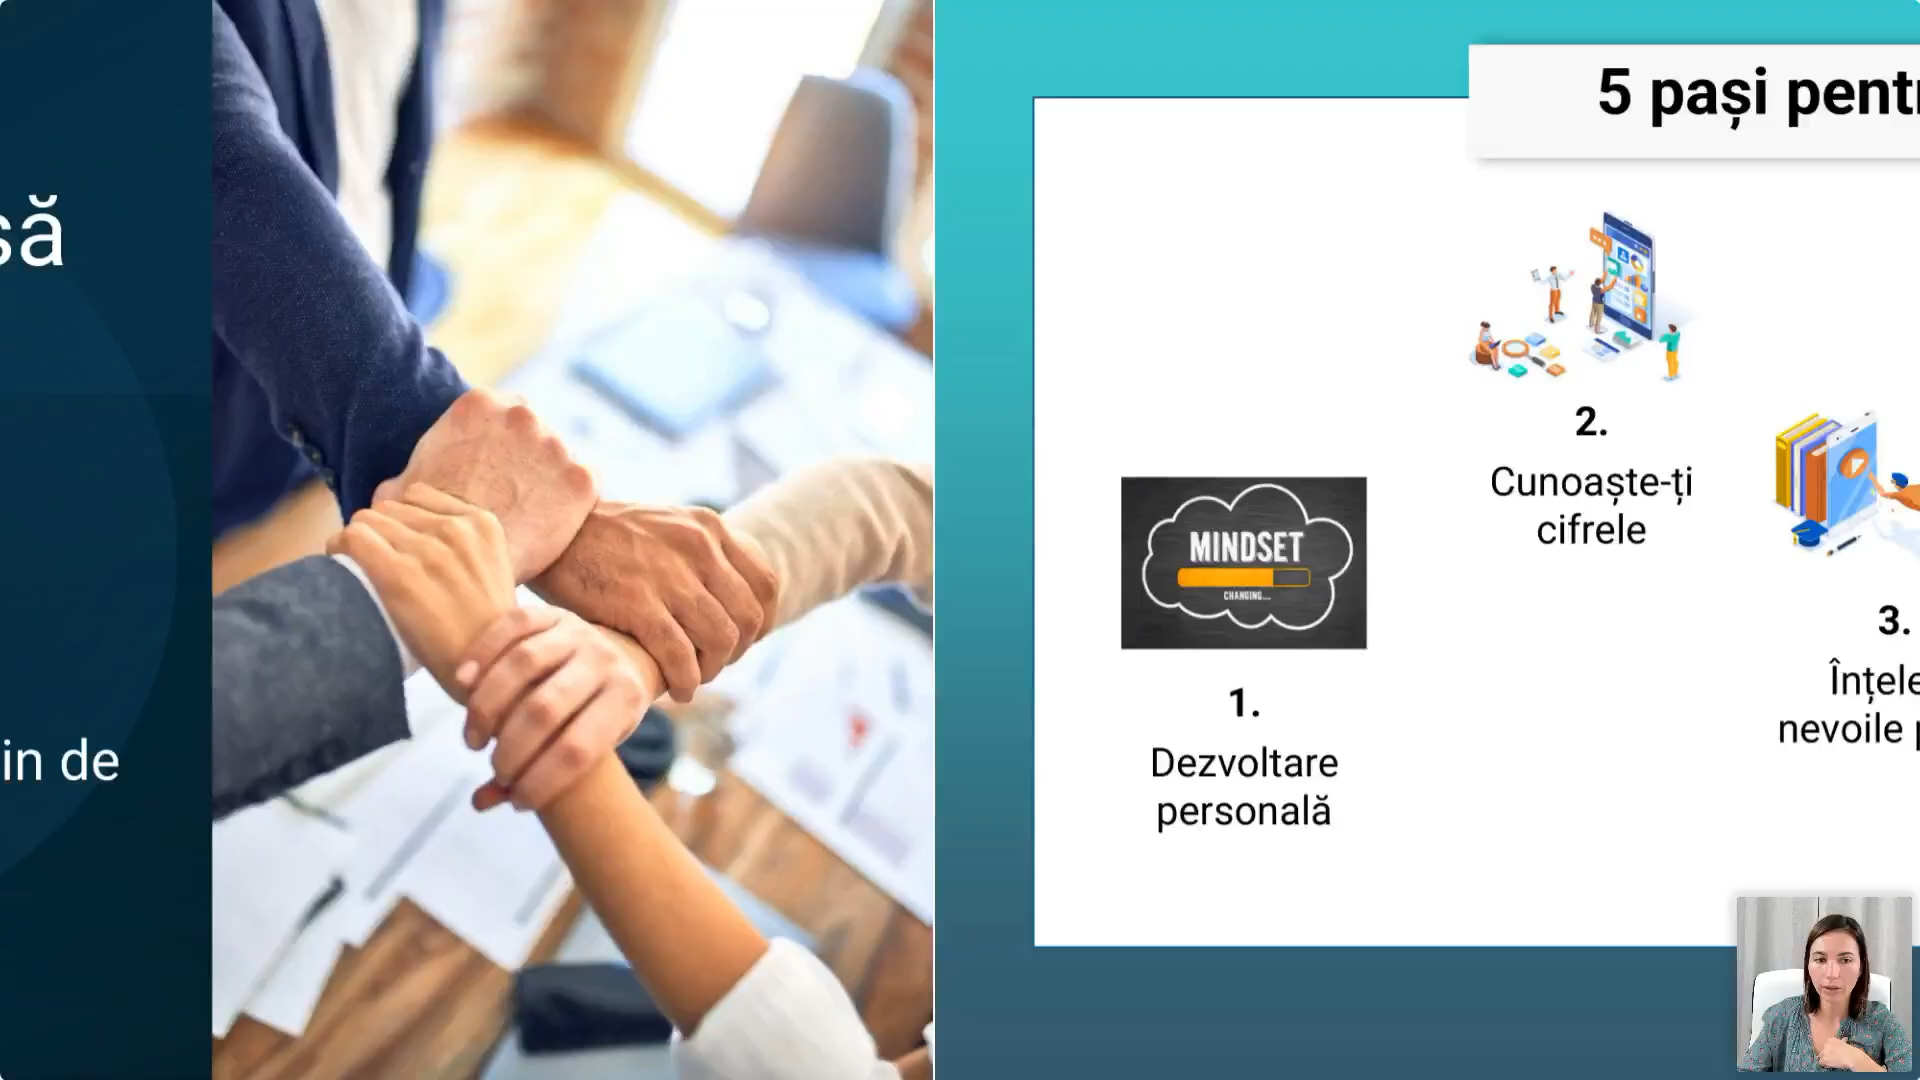 să
in de
5 pași pentr
MINDSET
CHANGING...
1.
Dezvoltare
personală
2.
Cunoaște-ți
cifrele
3.
Înțele
nevoile p